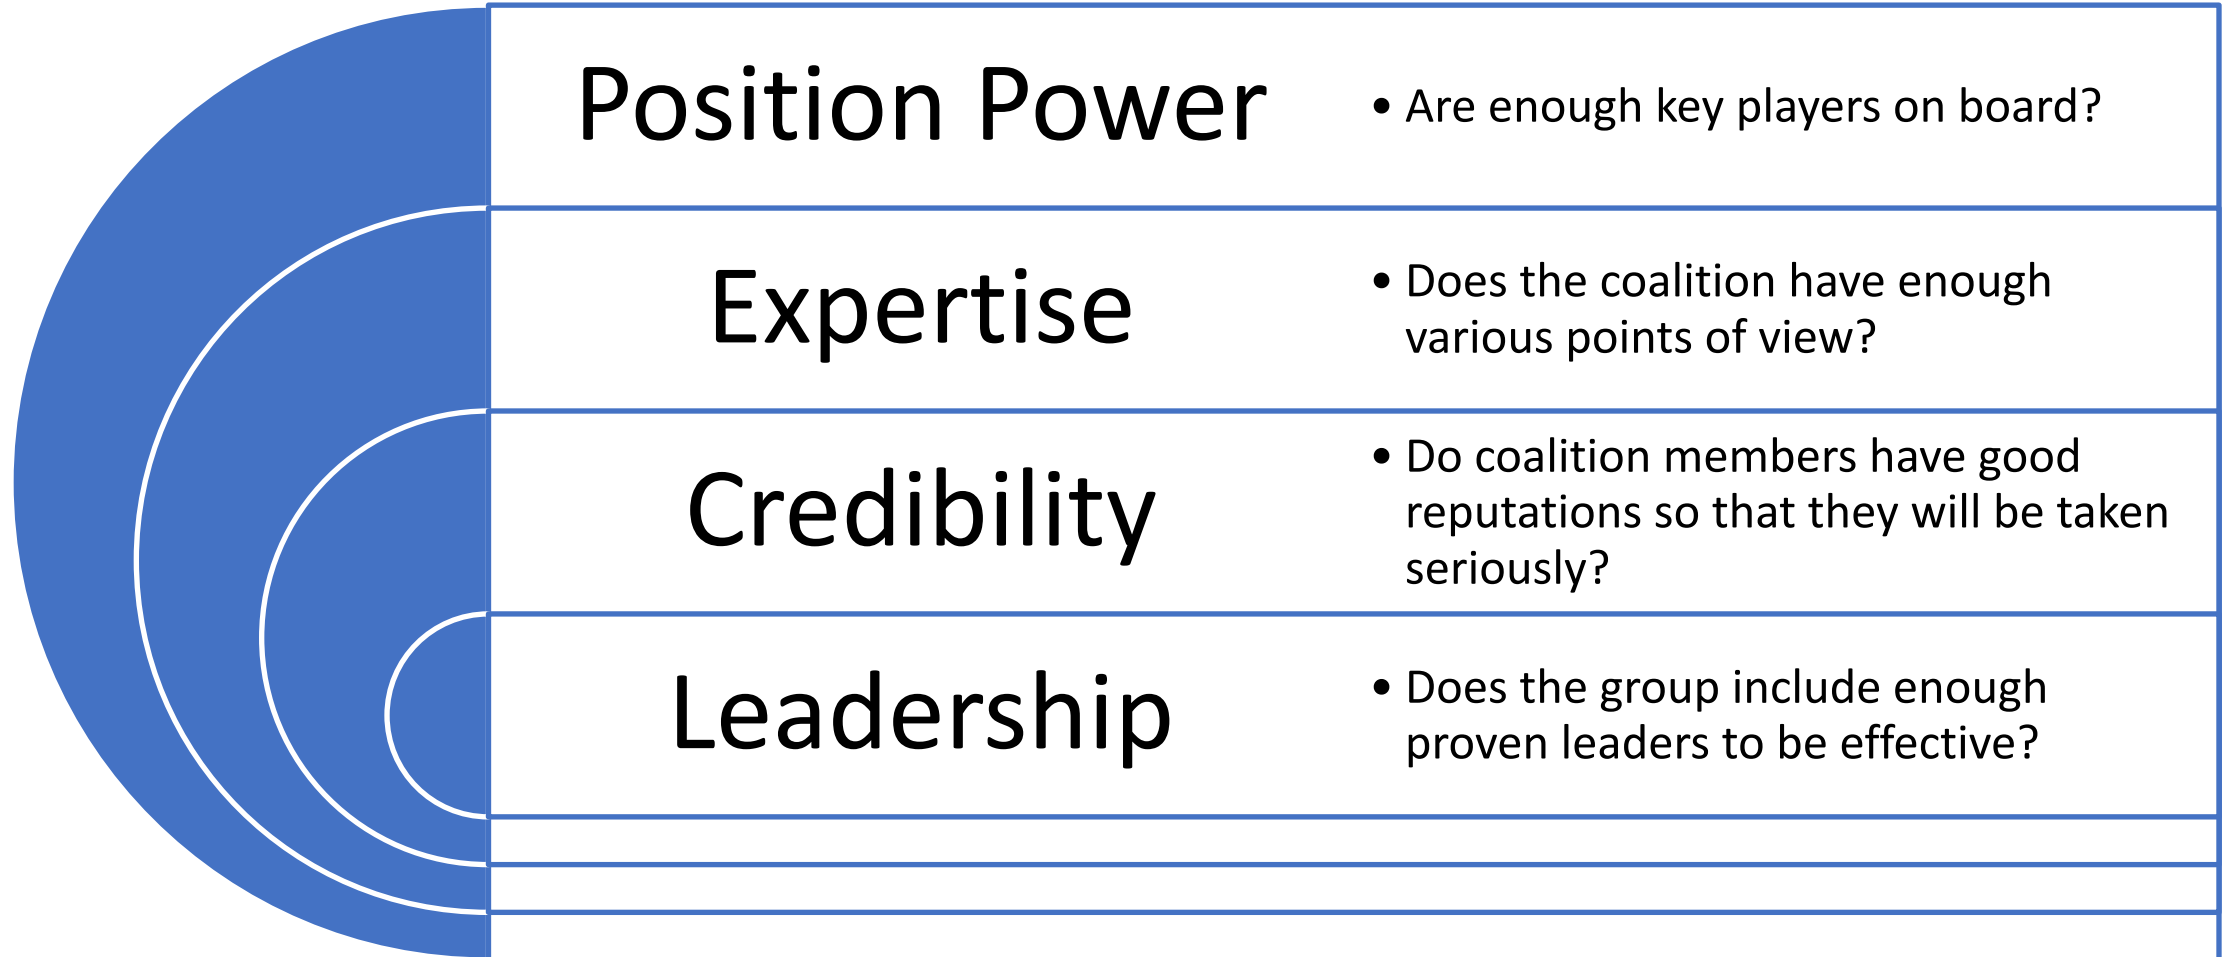 Position Power
• Are enough key players on board?
Expertise
• Does the coalition have enough
various points of view?
Credibility
• Do coalition members have good
reputations so that they will be taken
seriously?
Leadership
• Does the group include enough
proven leaders to be effective?